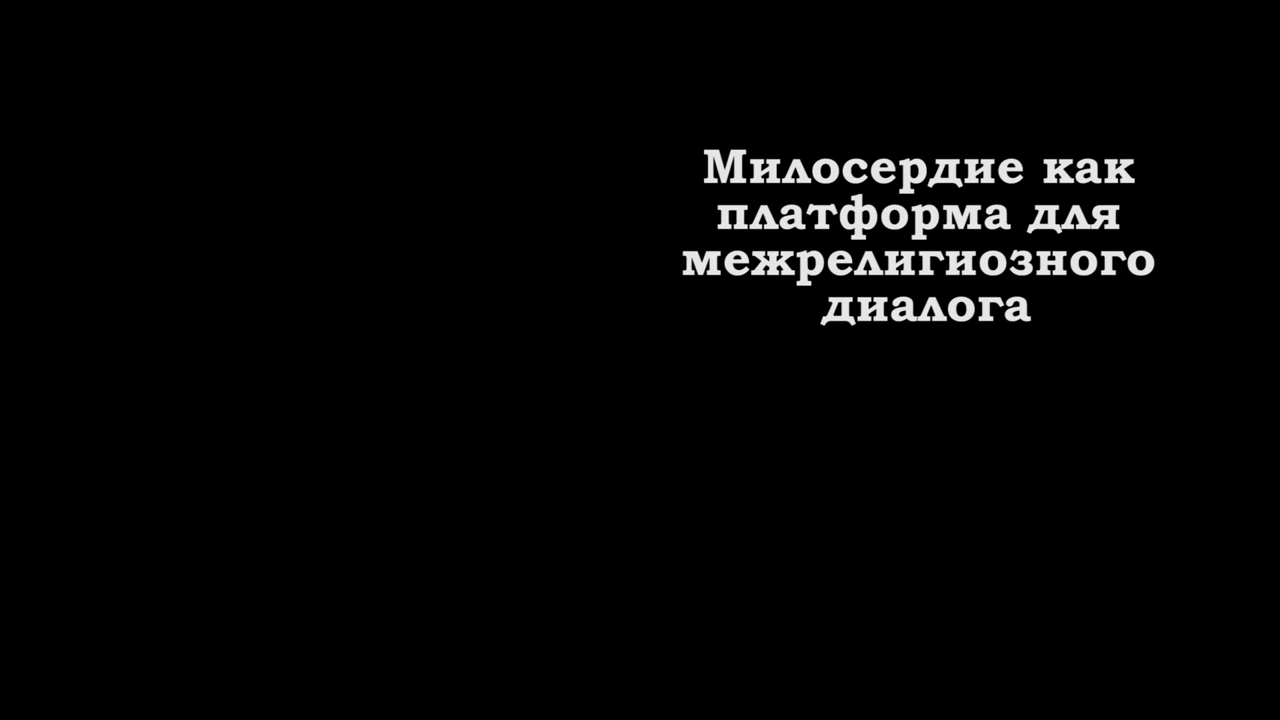 Милосердие как
платформа для
межрелигиозного
диалога